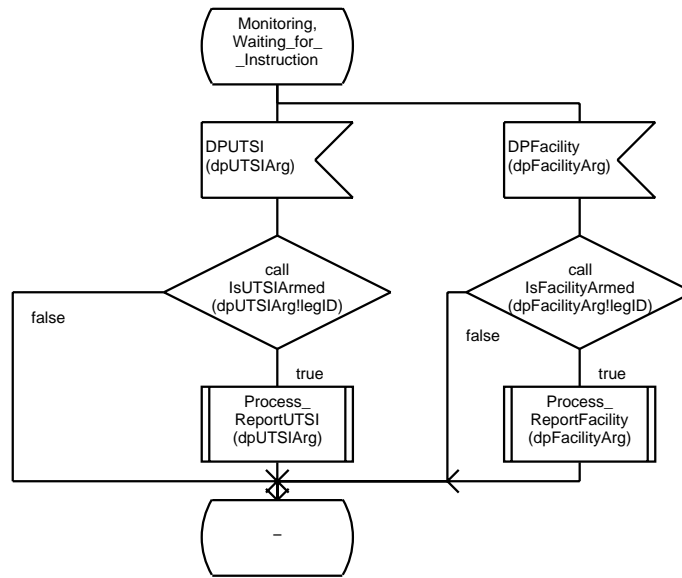 Monitoring,
Waiting_for_
_Instruction
DPUTSI
(dpUTSIArg)
DPFacility
(dpFacilityArg)
call
IsUTSIArmed
(dpUTSIArg!legID)
call
IsFacilityArmed
(dpFacilityArg!legID)
false
false
true
true
Process_
ReportUTSI
(dpUTSIArg)
Process_
ReportFacility
(dpFacilityArg)
–